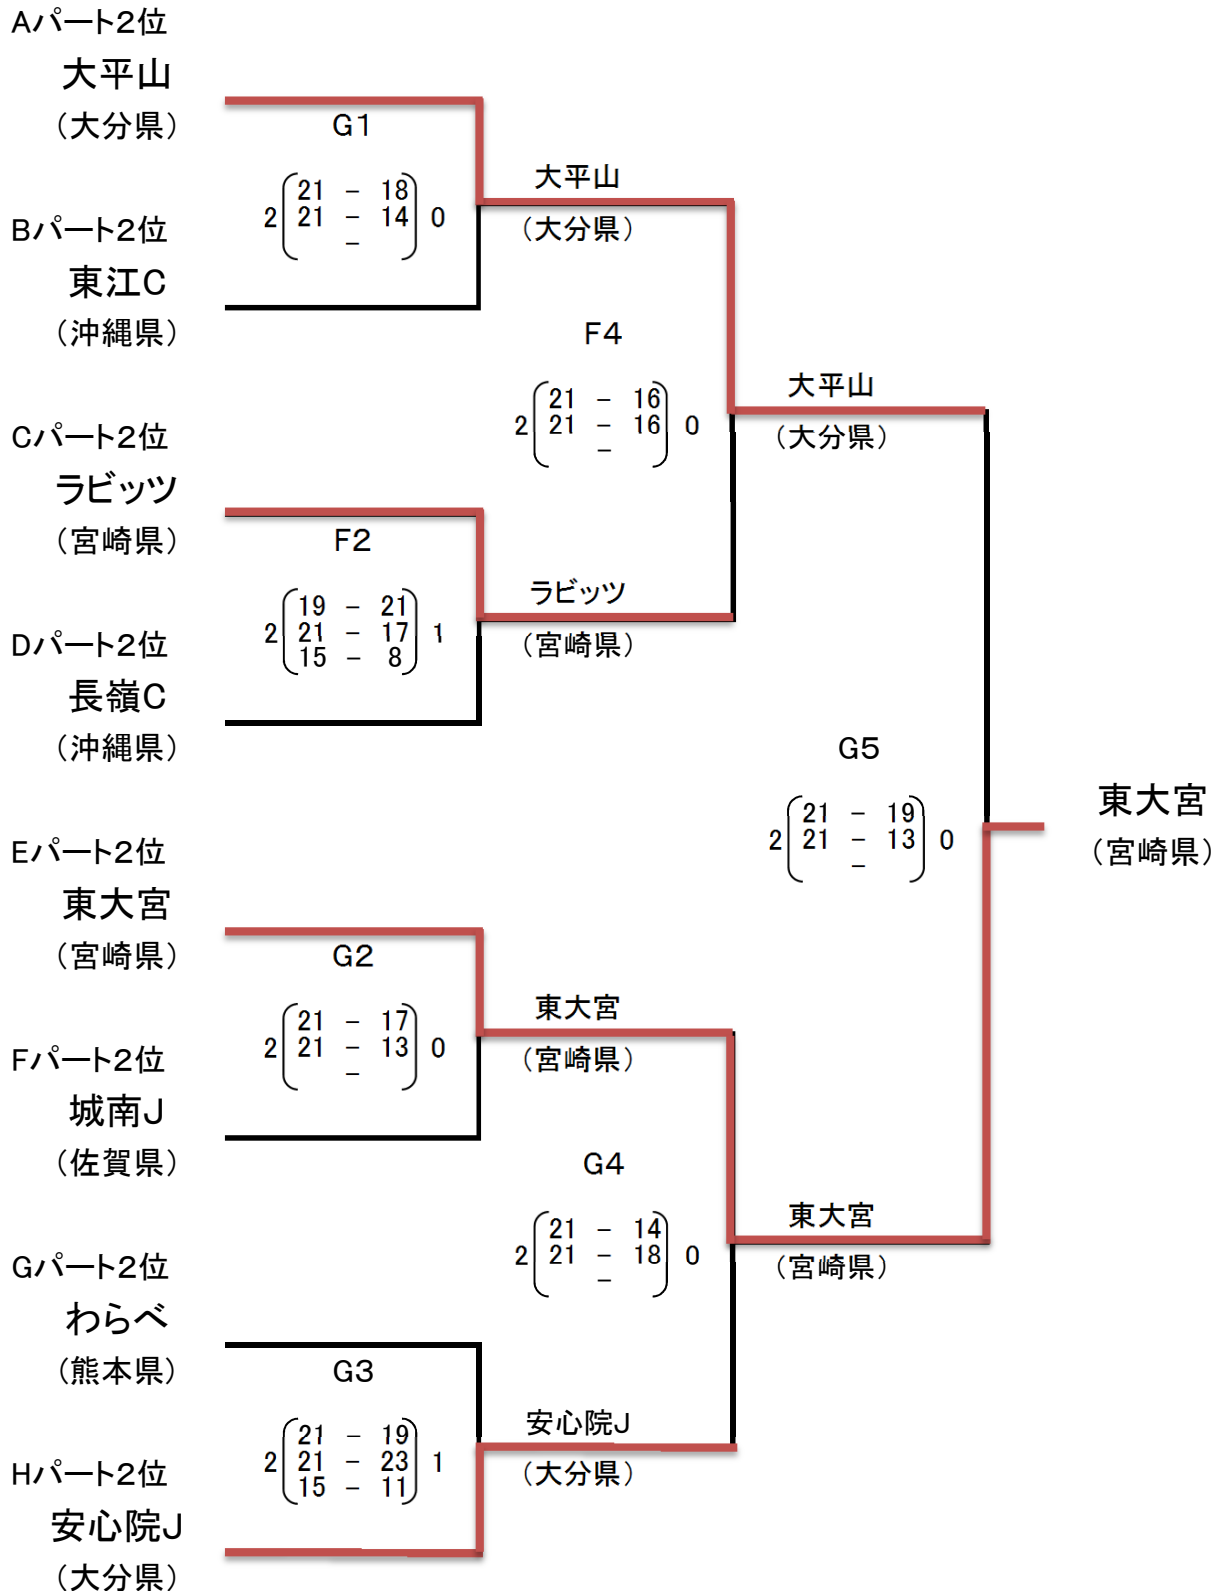 Aパート2位
大平山
（大分県）
G1
21 － 18
2 21 － 14 0
－
大平山
（大分県）
Bパート2位
東江C
（沖縄県）
F4
21 － 16
2 21 － 16 0
－
大平山
（大分県）
Cパート2位
ラビッツ
（宮崎県）
F2
19 － 21
2 21 － 17 1
15 － 8
ラビッツ
（宮崎県）
Dパート2位
長嶺C
（沖縄県）
G5
21 － 19
2 21 － 13 0
－
東大宮
（宮崎県）
Eパート2位
東大宮
（宮崎県）
G2
21 － 17
2 21 － 13 0
－
東大宮
（宮崎県）
Fパート2位
城南J
（佐賀県）
G4
21 － 14
2 21 － 18 0
－
東大宮
（宮崎県）
Gパート2位
わらべ
（熊本県）
G3
21 － 19
2 21 － 23 1
15 － 11
安心院J
（大分県）
Hパート2位
安心院J
（大分県）